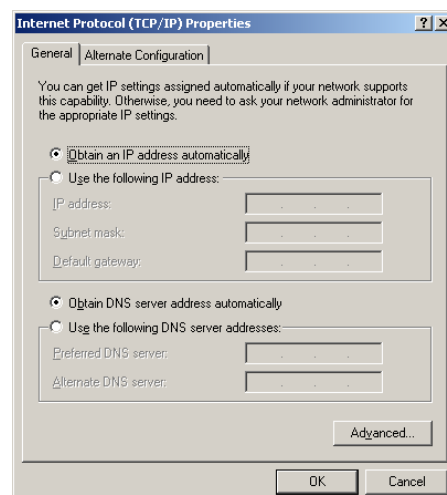 Internet Protocol (TCP/IP) Properties
General
Alternate Configuration
You can get IP settings assigned automatically if your network supports
this capability. Otherwise, you need to ask your network administrator for
the appropriate IP settings.
Obtain an IP address automatically
Use the following IP address:
IP address:
Subnet mask:
Default gateway:
Obtain DNS server address automatically
Use the following DNS server addresses:
Preferred DNS server:
Alternate DNS server:
Advanced...
OK
Cancel